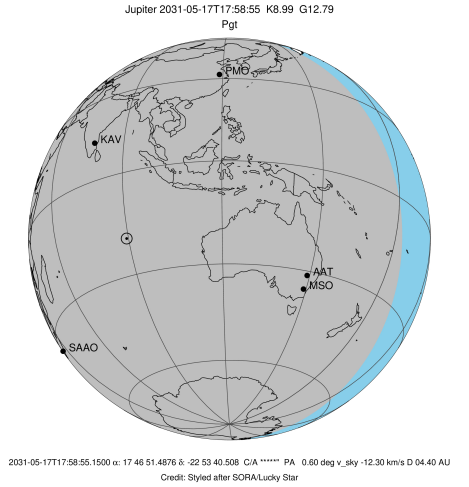 Jupiter 2031-05-17T17:58:55 K8.99 G12.79
Pgt
PMO
KAV
AAT
MSO
SAAO
2031-05-17T17:58:55.1500 α: 17 46 51.4876 δ: -22 53 40.508 C/A *****" PA 0.60 deg v_sky -12.30 km/s D 04.40 AU
Credit: Styled after SORA/Lucky Star